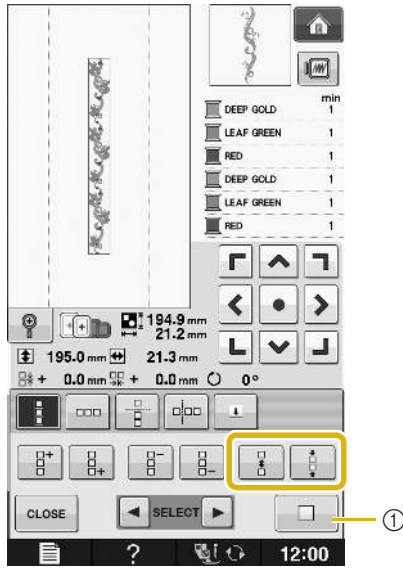 min
DEEP GOLD 1
LEAF GREEN 1
RED 1
DEEP GOLD 1
LEAF GREEN 1
RED 1
194.9 mm
21.2 mm
195.0 mm 21.3 mm
+ 0.0 mm + 0.0 mm 0°
CLOSE SELECT ①
? 12:00